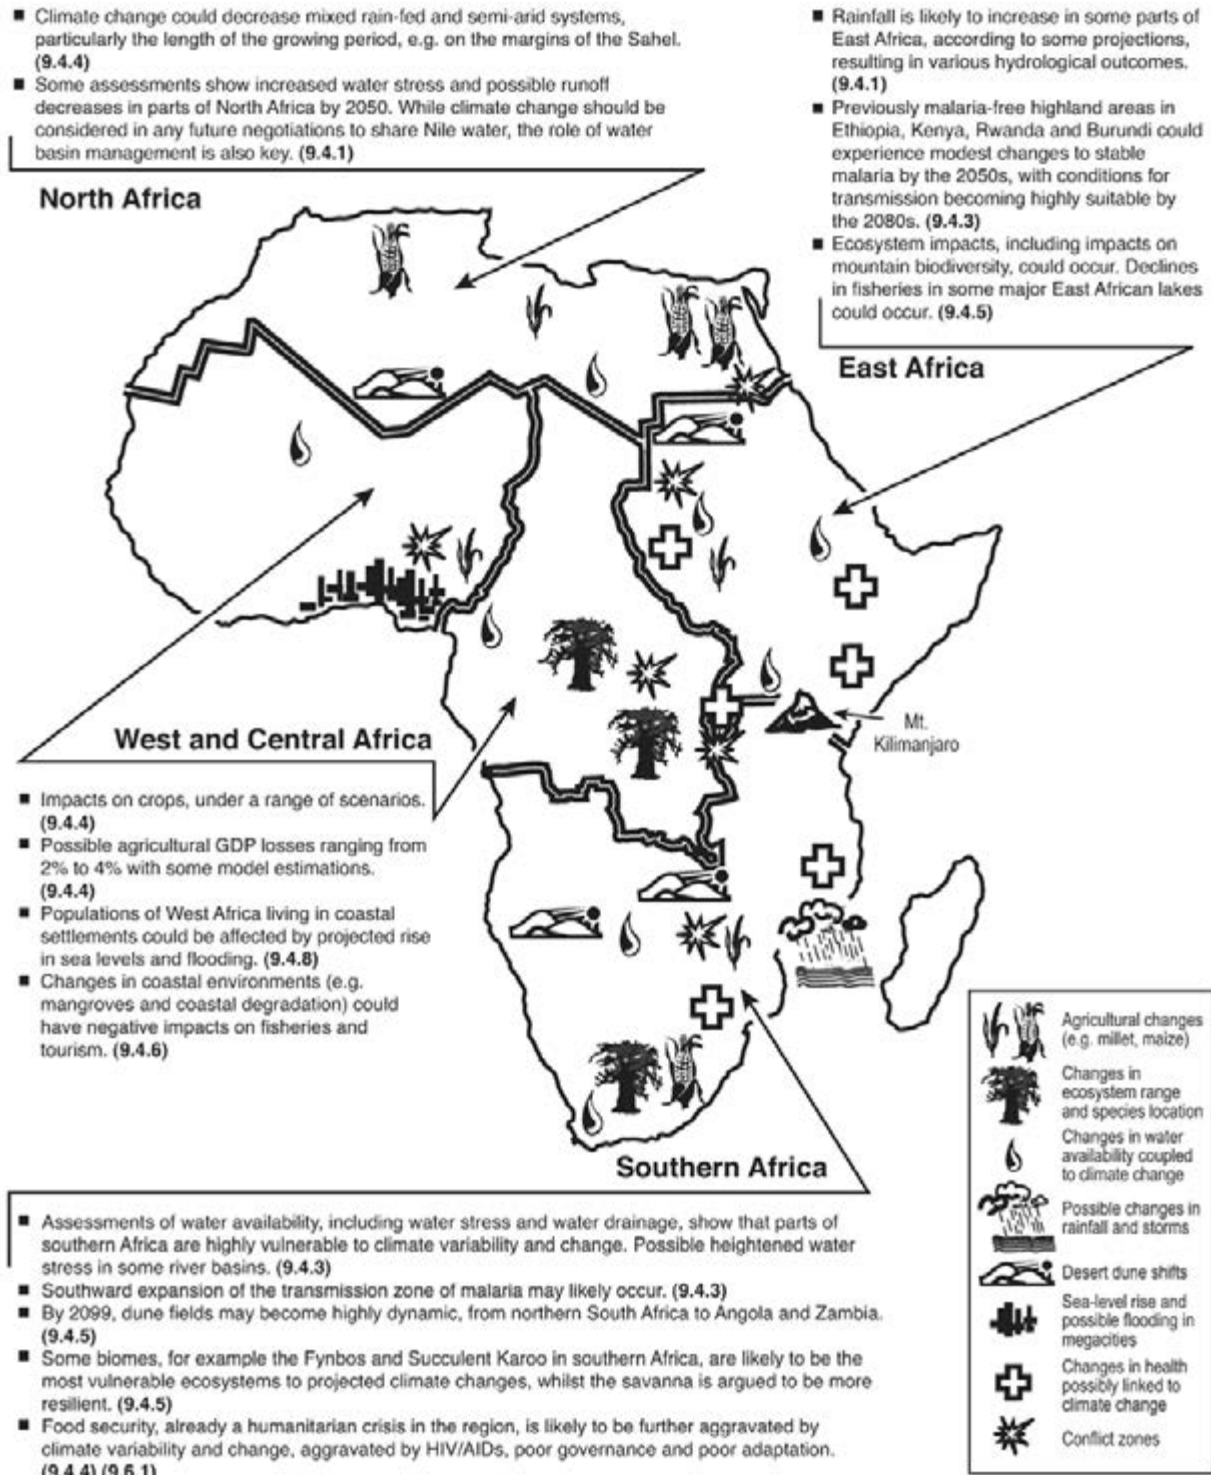 ■ Climate change could decrease mixed rain-fed and semi-arid systems,
particularly the length of the growing period, e.g. on the margins of the Sahel.
(9.4.4)
■ Some assessments show increased water stress and possible runoff
decreases in parts of North Africa by 2050. While climate change should be
considered in any future negotiations to share Nile water, the role of water
basin management is also key. (9.4.1)
North Africa
■ Rainfall is likely to increase in some parts of
East Africa, according to some projections,
resulting in various hydrological outcomes.
(9.4.1)
■ Previously malaria-free highland areas in
Ethiopia, Kenya, Rwanda and Burundi could
experience modest changes to stable
malaria by the 2050s, with conditions for
transmission becoming highly suitable by
the 2080s. (9.4.3)
■ Ecosystem impacts, including impacts on
mountain biodiversity, could occur. Declines
in fisheries in some major East African lakes
could occur. (9.4.5)
East Africa
Mt.
Kilimanjaro
West and Central Africa
■ Impacts on crops, under a range of scenarios.
(9.4.4)
■ Possible agricultural GDP losses ranging from
2% to 4% with some model estimations.
(9.4.4)
■ Populations of West Africa living in coastal
settlements could be affected by projected rise
in sea levels and flooding. (9.4.8)
■ Changes in coastal environments (e.g.
mangroves and coastal degradation) could
have negative impacts on fisheries and
tourism. (9.4.6)
Southern Africa
■ Assessments of water availability, including water stress and water drainage, show that parts of
southern Africa are highly vulnerable to climate variability and change. Possible heightened water
stress in some river basins. (9.4.3)
■ Southward expansion of the transmission zone of malaria may likely occur. (9.4.3)
■ By 2099, dune fields may become highly dynamic, from northern South Africa to Angola and Zambia.
(9.4.5)
■ Some biomes, for example the Fynbos and Succulent Karoo in southern Africa, are likely to be the
most vulnerable ecosystems to projected climate changes, whilst the savanna is argued to be more
resilient. (9.4.5)
■ Food security, already a humanitarian crisis in the region, is likely to be further aggravated by
climate variability and change, aggravated by HIV/AIDs, poor governance and poor adaptation.
(9.4.4) (9.6.1)
Agricultural changes
(e.g. millet, maize)
Changes in
ecosystem range
and species location
Changes in water
availability coupled
to climate change
Possible changes in
rainfall and storms
Desert dune shifts
Sea-level rise and
possible flooding in
megacities
Changes in health
possibly linked to
climate change
Conflict zones